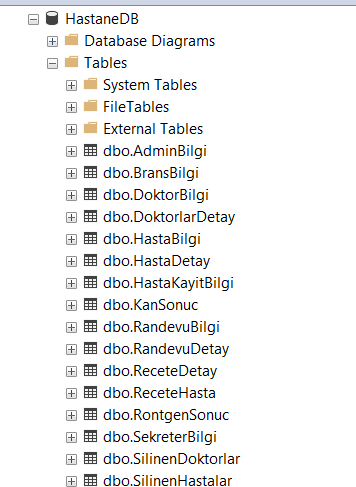 HastaneDB
Database Diagrams
Tables
System Tables
FileTables
External Tables
dbo.AdminBilgi
dbo.BransBilgi
dbo.DoktorBilgi
dbo.DoktorlarDetay
dbo.HastaBilgi
dbo.HastaDetay
dbo.HastaKayitBilgi
dbo.KanSonuc
dbo.RandevuBilgi
dbo.RandevuDetay
dbo.ReceteDetay
dbo.ReceteHasta
dbo.RontgenSonuc
dbo.SekreterBilgi
dbo.SilinenDoktorlar
dbo.SilinenHastalar